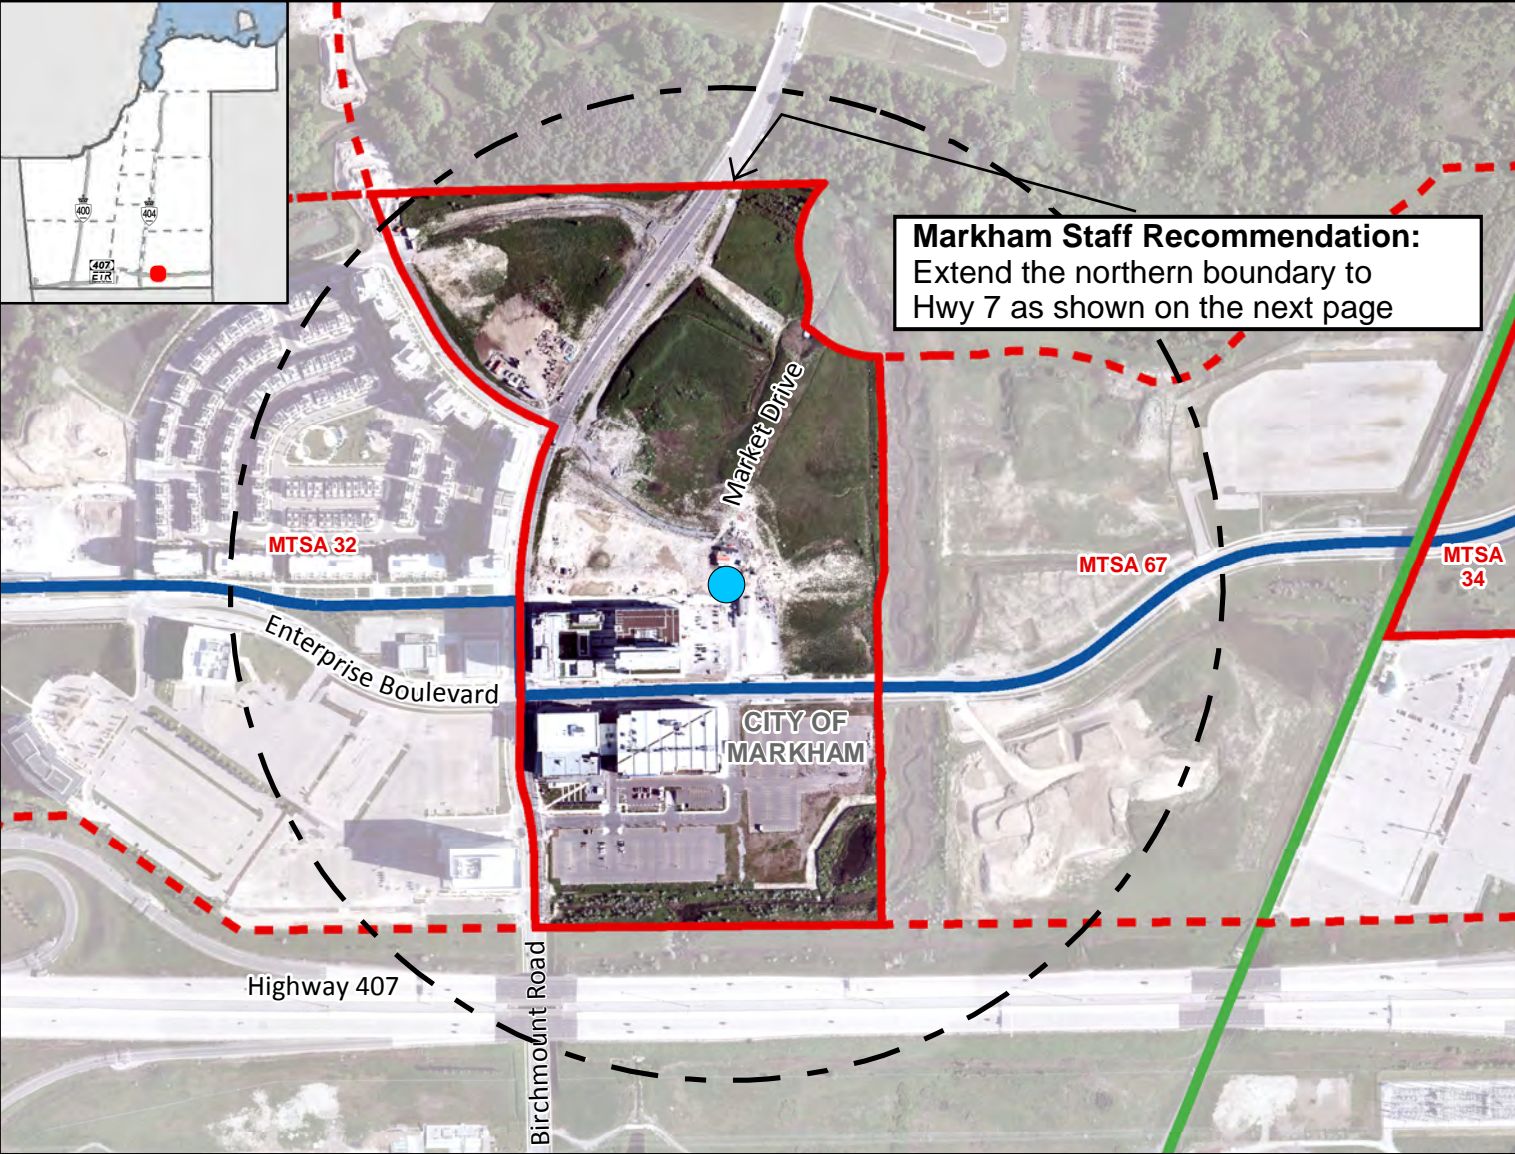 400
404
407
ETR
Markham Staff Recommendation:
Extend the northern boundary to
Hwy 7 as shown on the next page
Market Drive
MTSA 32
MTSA 67
MTSA
34
Enterprise Boulevard
CITY OF
MARKHAM
Highway 407
Birchmount Road